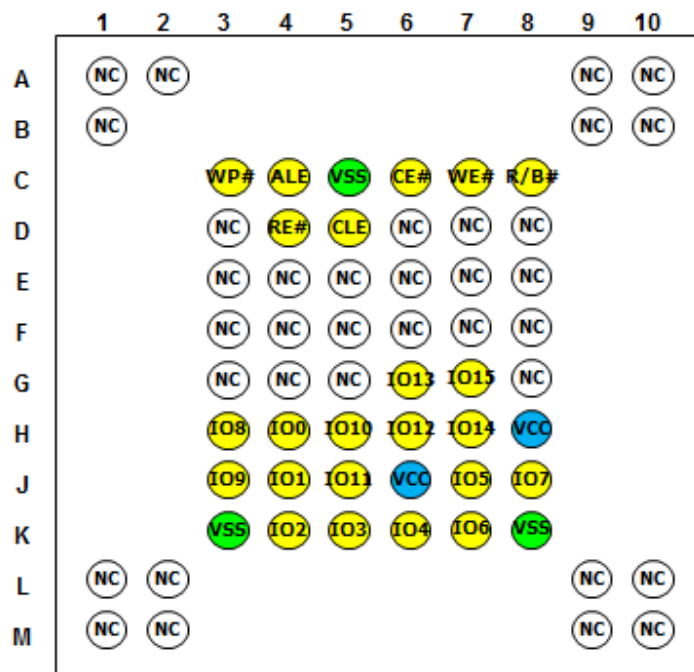 1 2 3 4 5 6 7 8 9 10
A NC NC NC NC
B NC NC NC
C WP# ALE VSS CE# WE# R/B#
D NC RE# CLE NC NC NC
E NC NC NC NC NC NC
F NC NC NC NC NC NC
G NC NC NC IO13 IO15 NC
H IO8 IO0 IO10 IO12 IO14 VCC
J IO9 IO1 IO11 VCC IO5 IO7
K VSS IO2 IO3 IO4 IO6 VSS
L NC NC NC NC
M NC NC NC NC